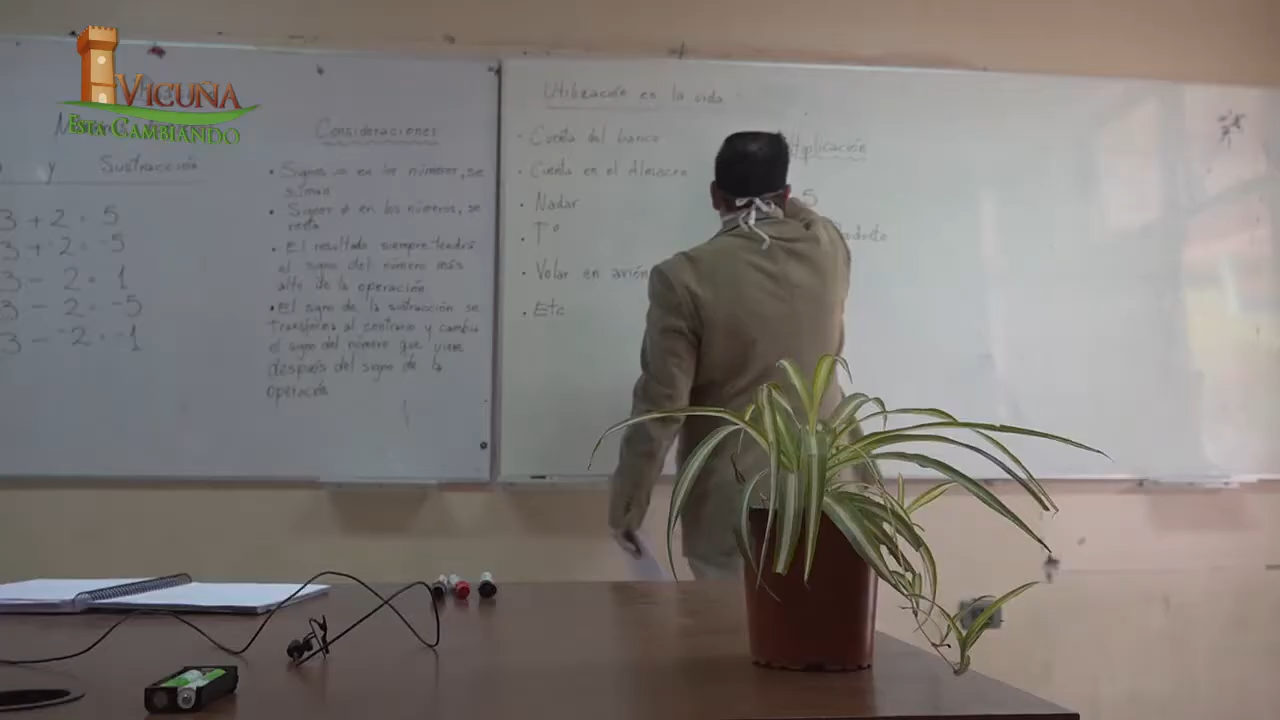 VICUÑA
ESTÁ CAMBIANDO
y Sustracción
3 + 2 = 5
3 + -2 = -5
3 - 2 = 1
3 - 2 = -5
3 - -2 = -1
Consideraciones
• Signos = en los números, se
suman
• Signos ≠ en los números, se
resta
• El resultado siempre tendrá
el signo del número más
alto de la operación
• El signo de la sustracción se
transforma al contrario y cambia
el signo del número que viene
después del signo de la
operación
Utilización en la vida
• Cuenta del banco
• Cuenta en el Almacen
• Nadar
• T°
• Volar en avión
• Etc
5